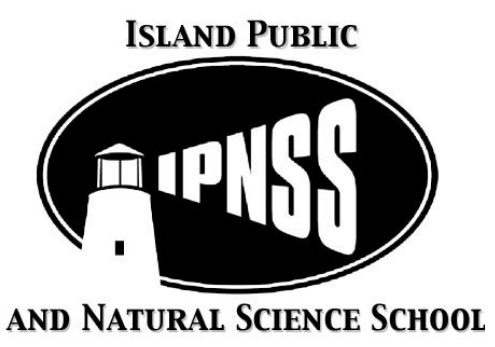 ISLAND PUBLIC
IPNSS
AND NATURAL SCIENCE SCHOOL